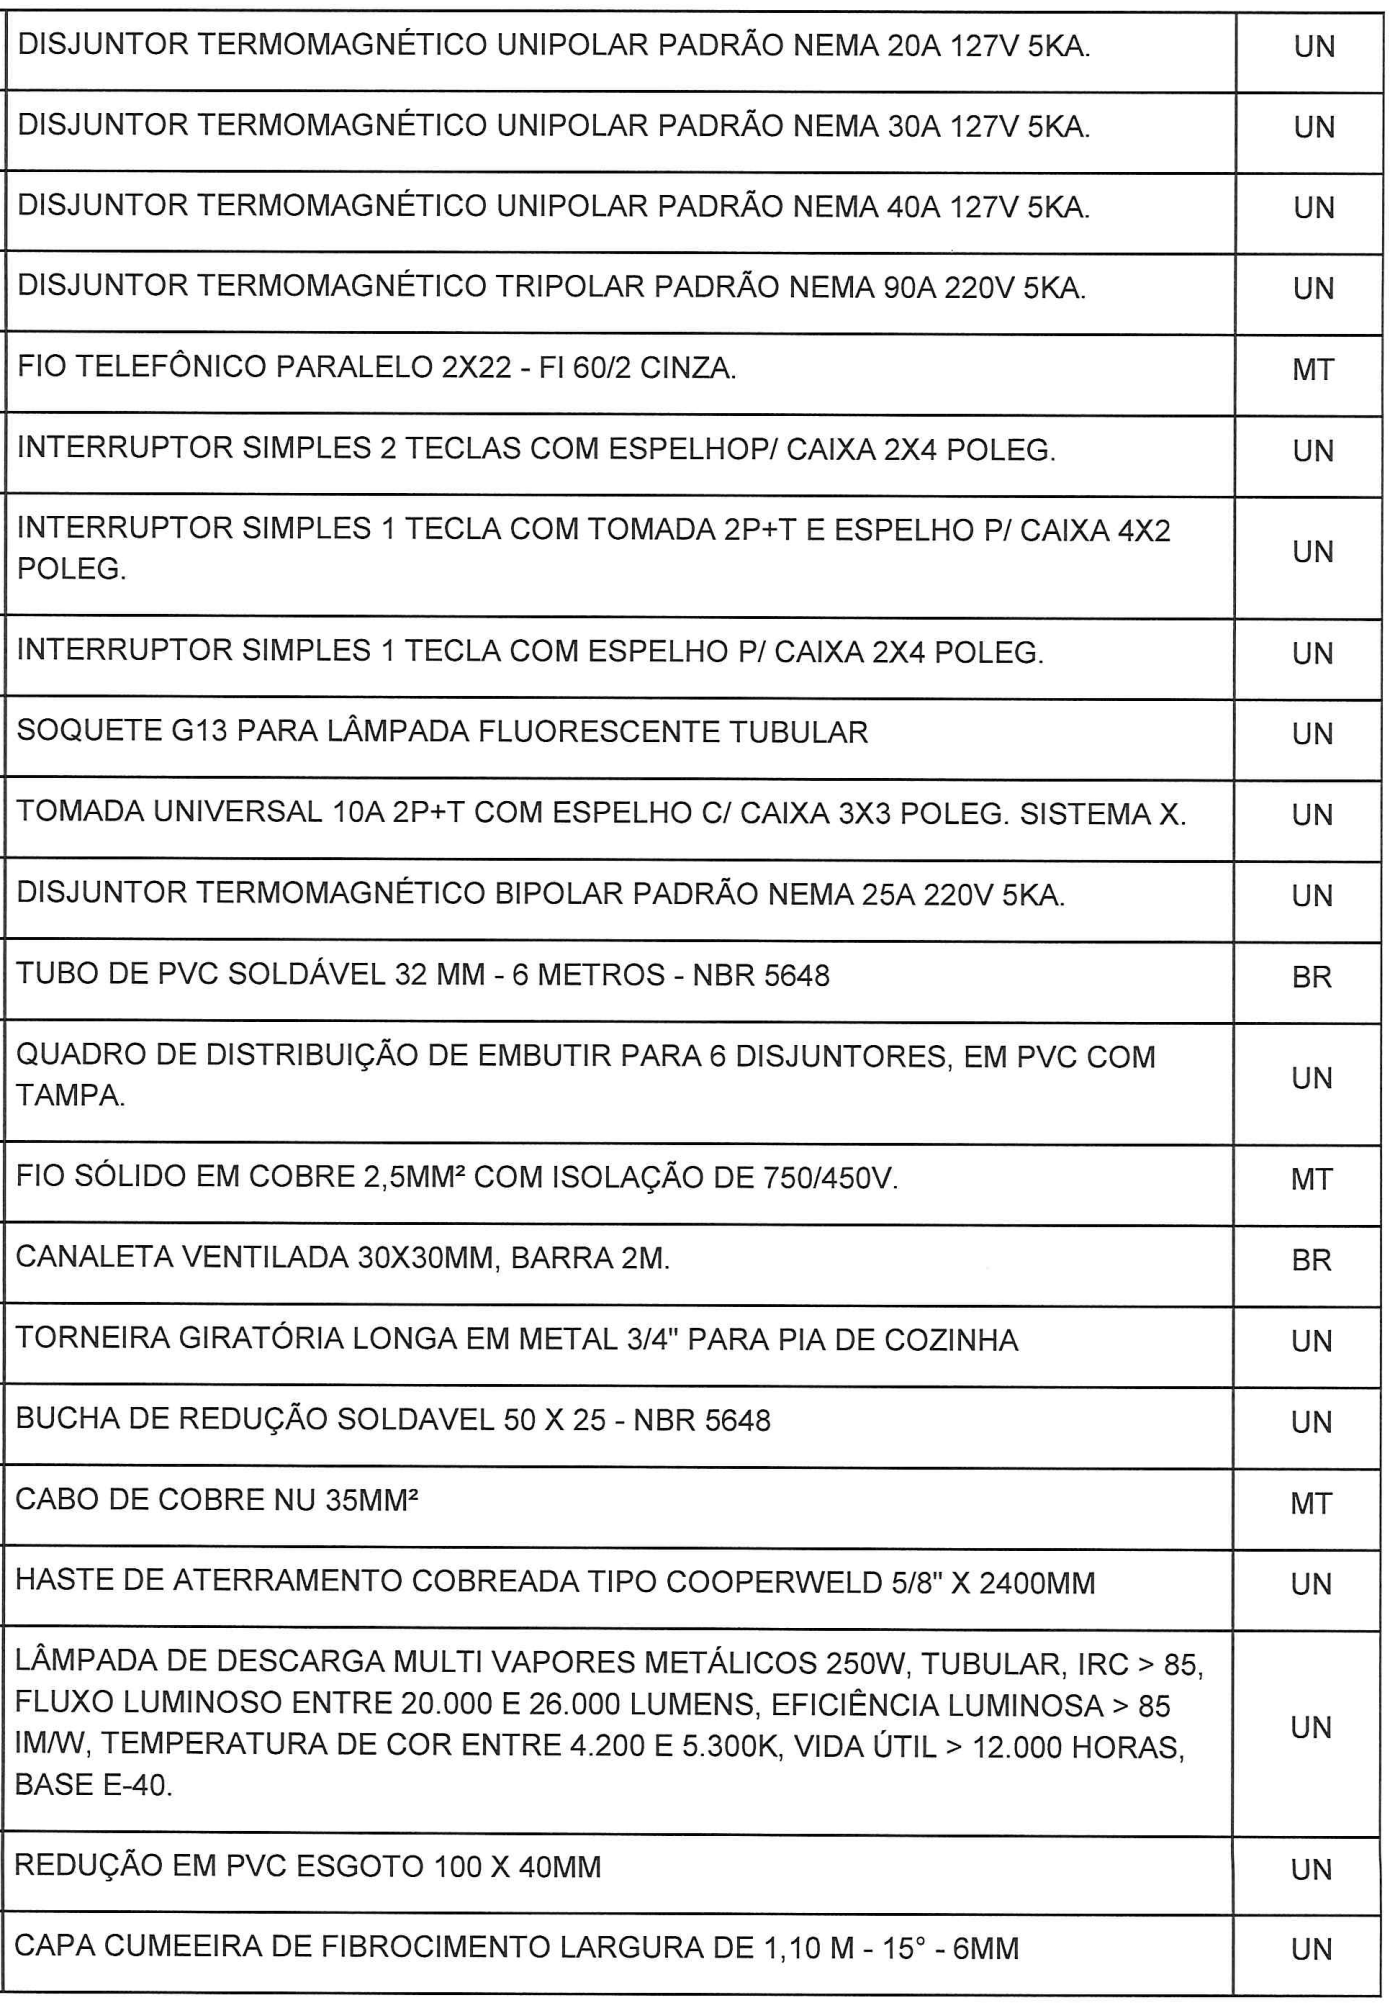 DISJUNTOR TERMOMAGNÉTICO UNIPOLAR PADRÃO NEMA 20A 127V 5KA. UN
DISJUNTOR TERMOMAGNÉTICO UNIPOLAR PADRÃO NEMA 30A 127V 5KA. UN
DISJUNTOR TERMOMAGNÉTICO UNIPOLAR PADRÃO NEMA 40A 127V 5KA. UN
DISJUNTOR TERMOMAGNÉTICO TRIPOLAR PADRÃO NEMA 90A 220V 5KA. UN
FIO TELEFÔNICO PARALELO 2X22 - FI 60/2 CINZA. MT
INTERRUPTOR SIMPLES 2 TECLAS COM ESPELHOP/ CAIXA 2X4 POLEG. UN
INTERRUPTOR SIMPLES 1 TECLA COM TOMADA 2P+T E ESPELHO P/ CAIXA 4X2
POLEG. UN
INTERRUPTOR SIMPLES 1 TECLA COM ESPELHO P/ CAIXA 2X4 POLEG. UN
SOQUETE G13 PARA LÂMPADA FLUORESCENTE TUBULAR UN
TOMADA UNIVERSAL 10A 2P+T COM ESPELHO C/ CAIXA 3X3 POLEG. SISTEMA X. UN
DISJUNTOR TERMOMAGNÉTICO BIPOLAR PADRÃO NEMA 25A 220V 5KA. UN
TUBO DE PVC SOLDÁVEL 32 MM - 6 METROS - NBR 5648 BR
QUADRO DE DISTRIBUIÇÃO DE EMBUTIR PARA 6 DISJUNTORES, EM PVC COM
TAMPA. UN
FIO SÓLIDO EM COBRE 2,5MM² COM ISOLAÇÃO DE 750/450V. MT
CANALETA VENTILADA 30X30MM, BARRA 2M. BR
TORNEIRA GIRATÓRIA LONGA EM METAL 3/4" PARA PIA DE COZINHA UN
BUCHA DE REDUÇÃO SOLDAVEL 50 X 25 - NBR 5648 UN
CABO DE COBRE NU 35MM² MT
HASTE DE ATERRAMENTO COBREADA TIPO COOPERWELD 5/8" X 2400MM UN
LÂMPADA DE DESCARGA MULTI VAPORES METÁLICOS 250W, TUBULAR, IRC > 85,
FLUXO LUMINOSO ENTRE 20.000 E 26.000 LUMENS, EFICIÊNCIA LUMINOSA > 85
IM/W, TEMPERATURA DE COR ENTRE 4.200 E 5.300K, VIDA ÚTIL > 12.000 HORAS,
BASE E-40. UN
REDUÇÃO EM PVC ESGOTO 100 X 40MM UN
CAPA CUMEEIRA DE FIBROCIMENTO LARGURA DE 1,10 M - 15° - 6MM UN